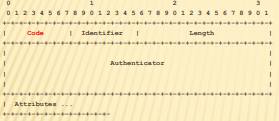 0 1 2 3
0 1 2 3 4 5 6 7 8 9 0 1 2 3 4 5 6 7 8 9 0 1 2 3 4 5 6 7 8 9 0 1
+-+-+-+-+-+-+-+-+-+-+-+-+-+-+-+-+-+-+-+-+-+-+-+-+-+-+-+-+-+-+-+-+
| Code | Identifier | Length |
+-+-+-+-+-+-+-+-+-+-+-+-+-+-+-+-+-+-+-+-+-+-+-+-+-+-+-+-+-+-+-+-+
| |
| Authenticator |
| |
| |
+-+-+-+-+-+-+-+-+-+-+-+-+-+-+-+-+-+-+-+-+-+-+-+-+-+-+-+-+-+-+-+-+
| Attributes ...
+-+-+-+-+-+-+-+-+-+-+-+-+-